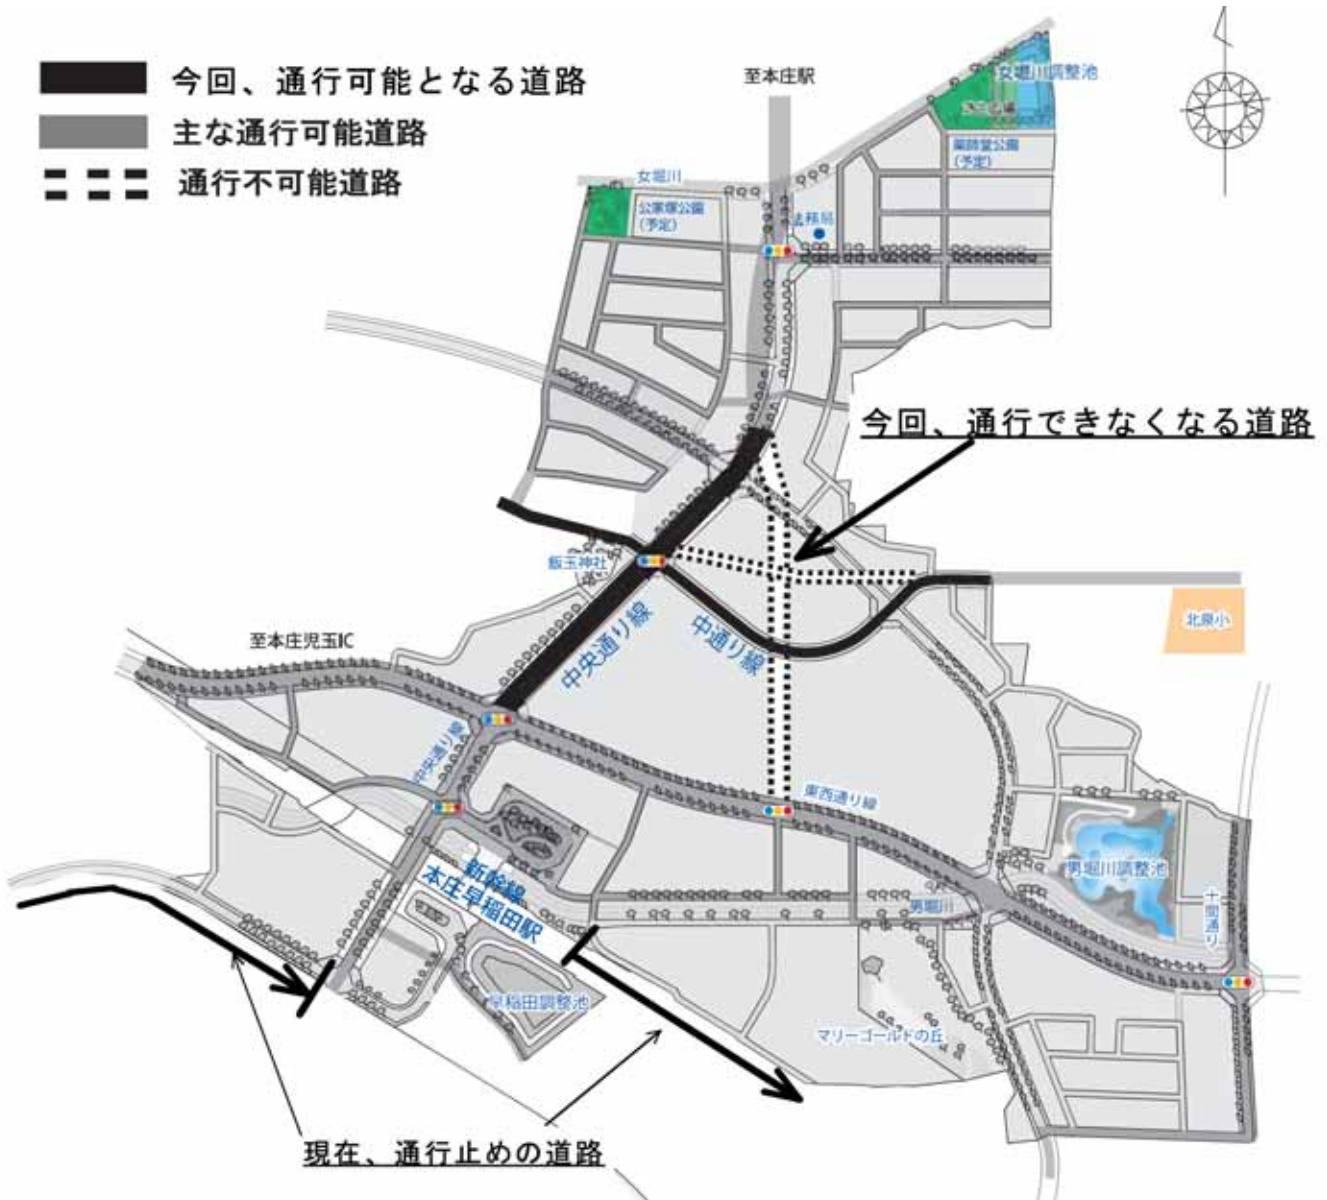 今回、通行可能となる道路
主な通行可能道路
通行不可能道路
至本庄駅
女堀川調整池
薬師堂公園
(予定)
女堀川
公家塚公園
(予定)
法務局
今回、通行できなくなる道路
飯玉神社
北泉小
中央通り線
中通り線
至本庄児玉IC
中央通り線
東西通り線
新幹線
本庄早稲田駅
男堀川調整池
男堀川
十間通り
早稲田調整池
マリーゴールドの丘
現在、通行止めの道路